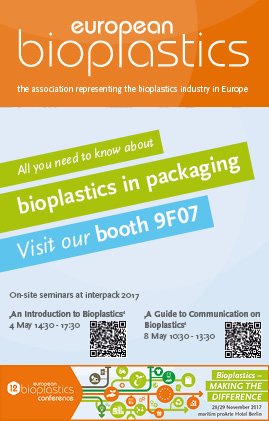 european
bioplastics
the association representing the bioplastics industry in Europe
All you need to know about
bioplastics in packaging
Visit our booth 9F07
On-site seminars at interpack 2017
‚An Introduction to Bioplastics‘
4 May 14:30 - 17:30
‚A Guide to Communication on
Bioplastics‘
8 May 10:30 - 13:30
12
european
bioplastics
conference
Bioplastics –
MAKING THE
DIFFERENCE
28/29 November 2017
maritim proArte Hotel Berlin